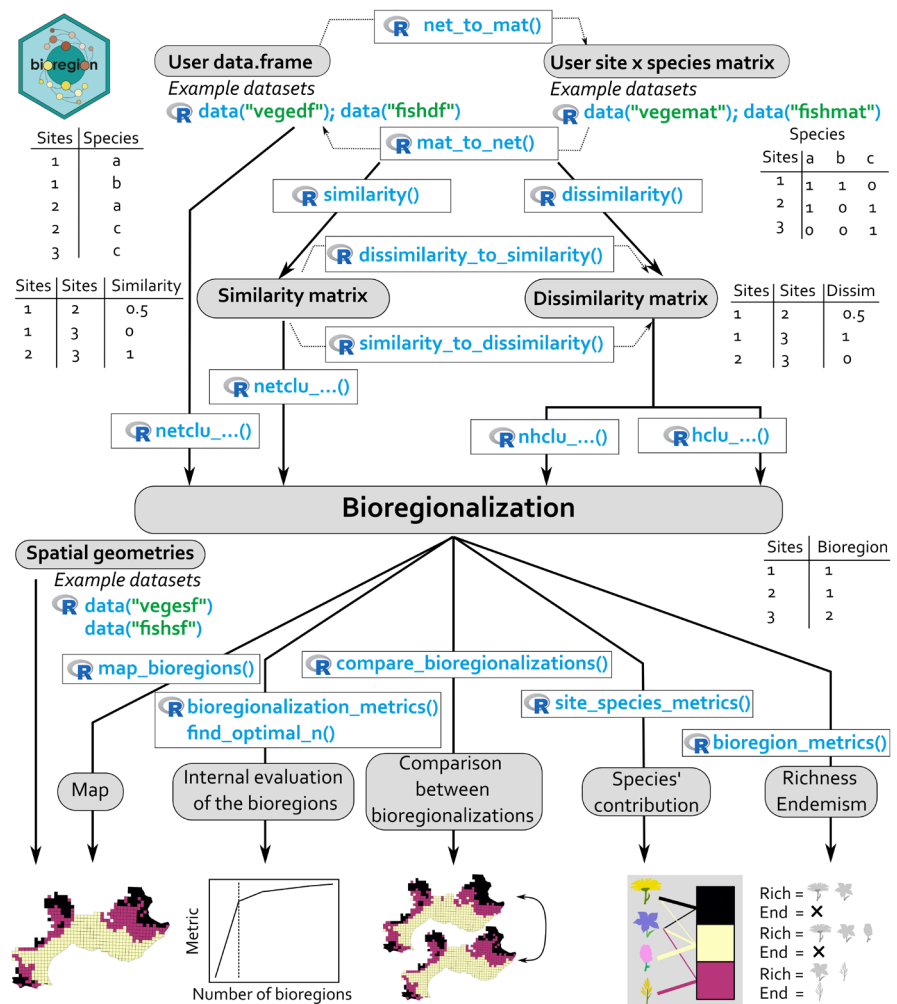 net_to_mat()
bioregion
User data.frame
User site x species matrix
Example datasets
Example datasets
data("vegedf"); data("fishdf")
data("vegemat"); data("fishmat")
mat_to_net()
Sites Species
1 a
1 b
2 a
2 c
3 c
Species
Sites a b c
1 1 1 0
2 1 0 1
3 0 0 1
similarity()
dissimilarity()
dissimilarity_to_similarity()
Similarity matrix
Dissimilarity matrix
Sites Sites Similarity
1 2 0.5
1 3 0
2 3 1
Sites Sites Dissim
1 2 0.5
1 3 1
2 3 0
similarity_to_dissimilarity()
netclu_...()
netclu_...()
nhclu_...()
hclu_...()
Bioregionalization
Spatial geometries
Example datasets
data("vegesf")
data("fishsf")
Sites Bioregion
1 1
2 1
3 2
map_bioregions()
compare_bioregionalizations()
bioregionalization_metrics()
find_optimal_n()
site_species_metrics()
bioregion_metrics()
Map
Internal evaluation
of the bioregions
Comparison
between
bioregionalizations
Species'
contribution
Richness
Endemism
Metric
Number of bioregions
Rich =
End = ×
Rich =
End = ×
Rich =
End =